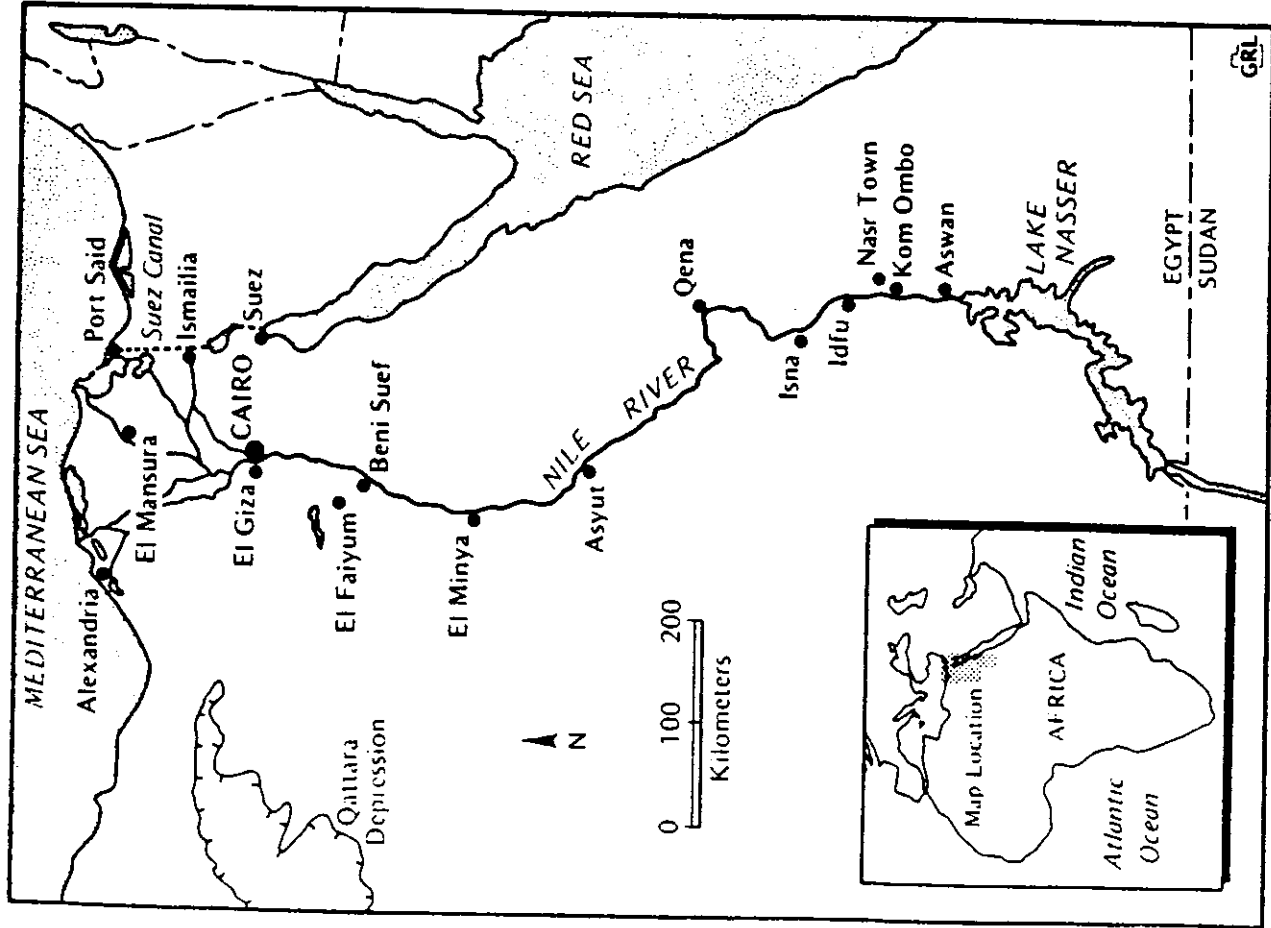 MEDITERRANEAN SEA
Alexandria
Port Said
El Mansura
Suez Canal
Ismailia
Suez
CAIRO
El Giza
El Faiyum
Beni Suef
El Minya
Asyut
NILE RIVER
Qena
Isna
Idfu
Nasr Town
Kom Ombo
Aswan
LAKE
NASSER
RED SEA
Qattara
Depression
N
0 100 200
Kilometers
EGYPT
SUDAN
Map Location
AFRICA
Atlantic
Ocean
Indian
Ocean
GRL